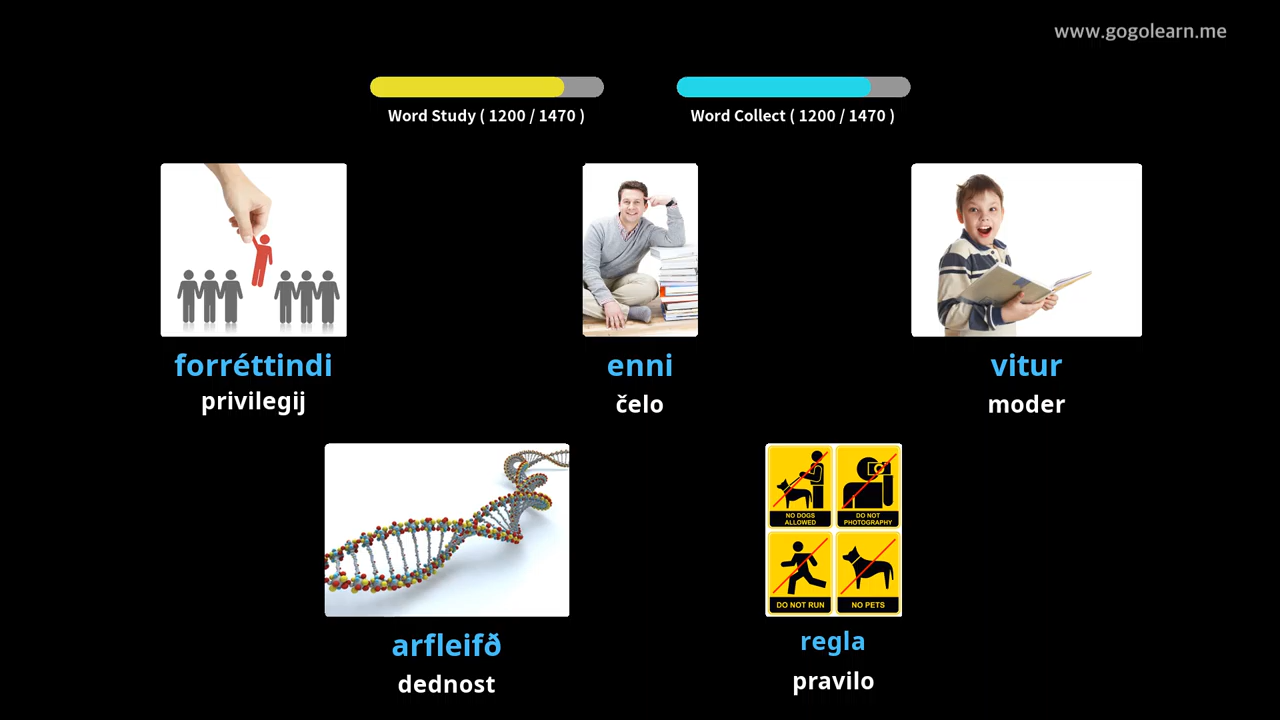 www.gogolearn.me
Word Study ( 1200 / 1470 )
Word Collect ( 1200 / 1470 )
forréttindi
privilegij
enni
čelo
vitur
moder
NO DOGS
ALLOWED
DO NOT
PHOTOGRAPHY
DO NOT RUN
NO PETS
arfleifð
dednost
regla
pravilo